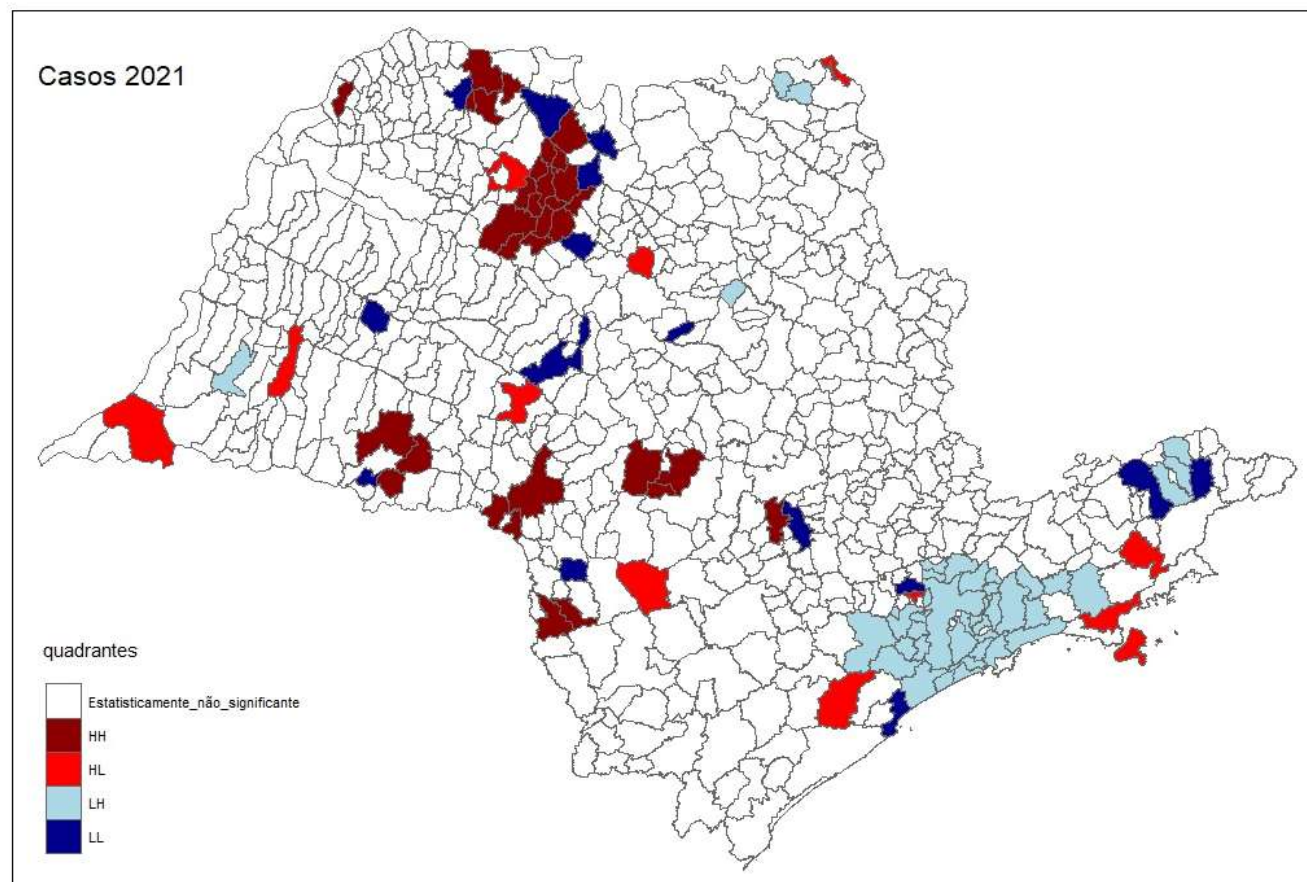 Casos 2021
quadrantes
Estatisticamente_não_significante
HH
HL
LH
LL